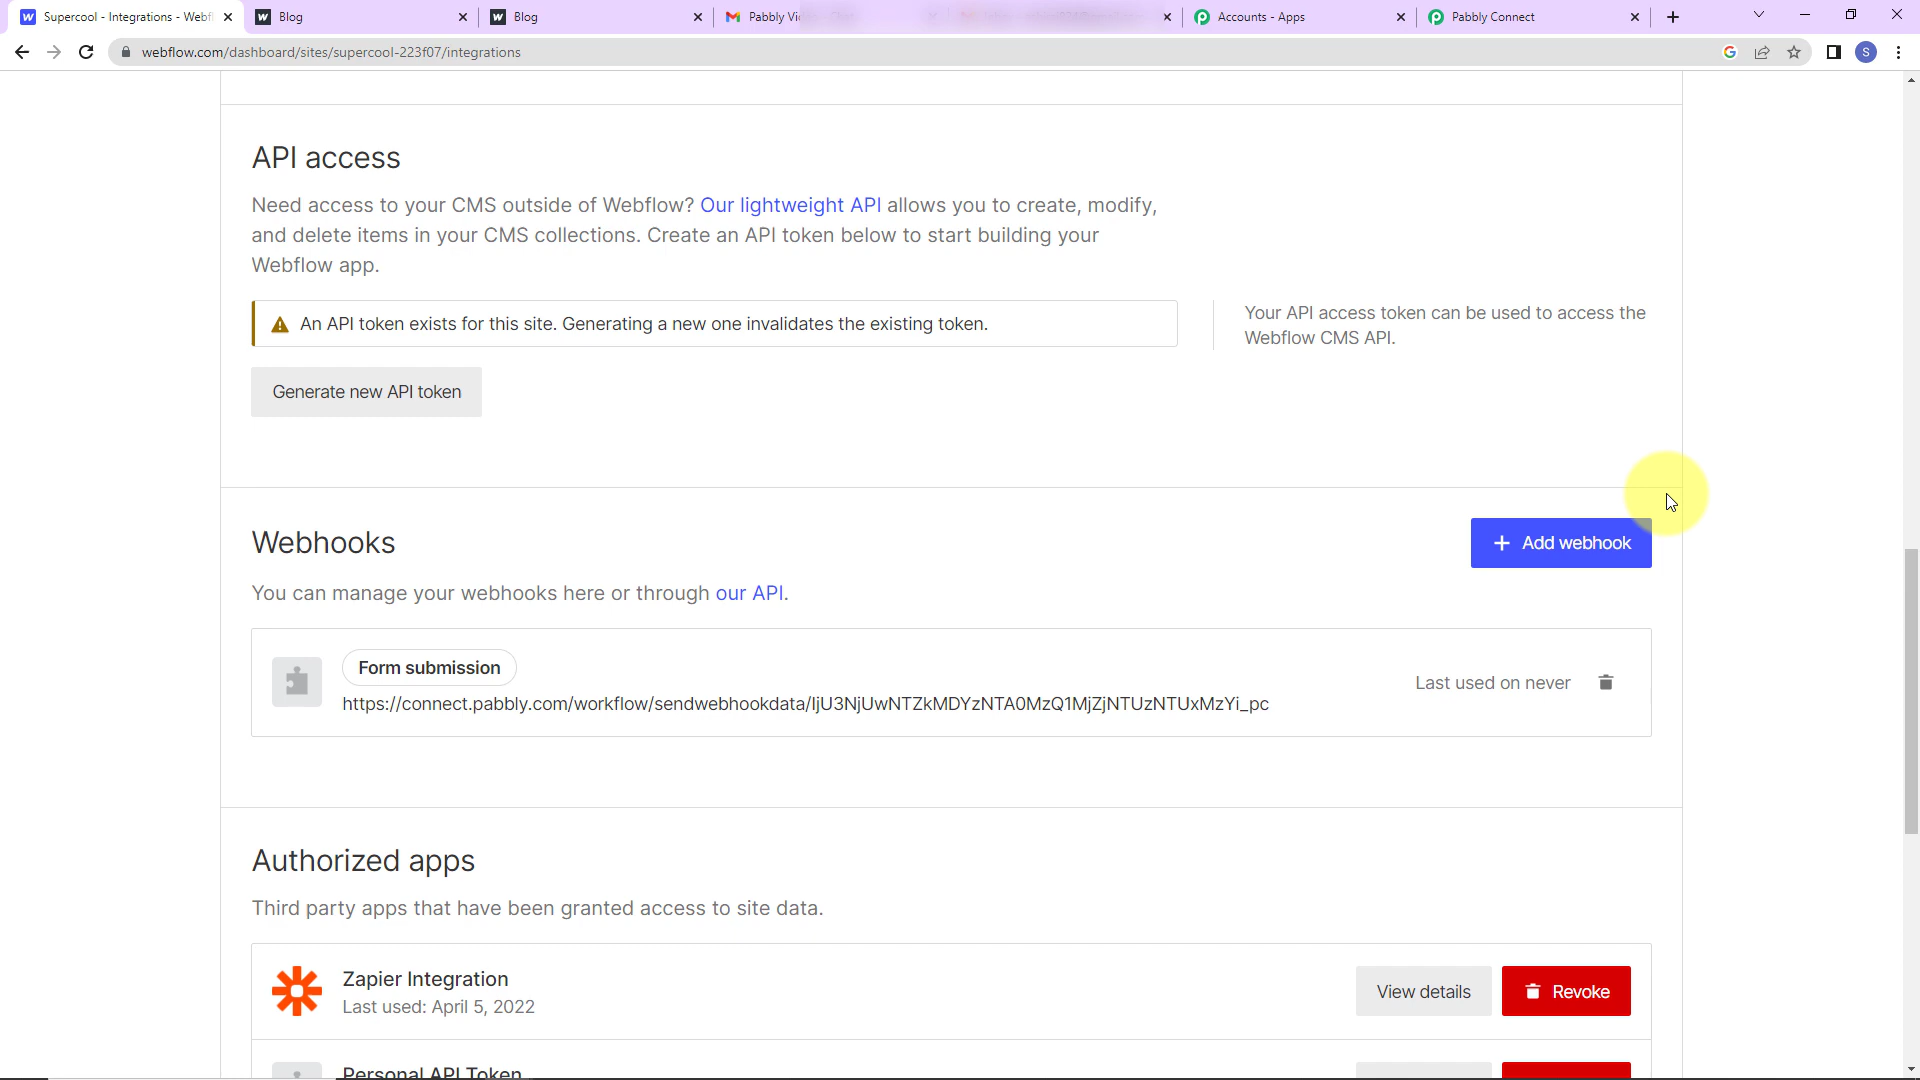 Supercool - Integrations - Webfl
Blog
Blog
Pabbly Vi
Accounts - Apps
Pabbly Connect
webflow.com/dashboard/sites/supercool-223f07/integrations
S
API access
Need access to your CMS outside of Webflow? Our lightweight API allows you to create, modify,
and delete items in your CMS collections. Create an API token below to start building your
Webflow app.
An API token exists for this site. Generating a new one invalidates the existing token.
Your API access token can be used to access the
Webflow CMS API.
Generate new API token
Webhooks
+ Add webhook
You can manage your webhooks here or through our API.
Form submission
https://connect.pabbly.com/workflow/sendwebhookdata/IjU3NjUwNTZkMDYzNTA0MzQ1MjZjNTUzNTUxMzYi_pc
Last used on never
Authorized apps
Third party apps that have been granted access to site data.
Zapier Integration
Last used: April 5, 2022
View details
Revoke
Personal API Token